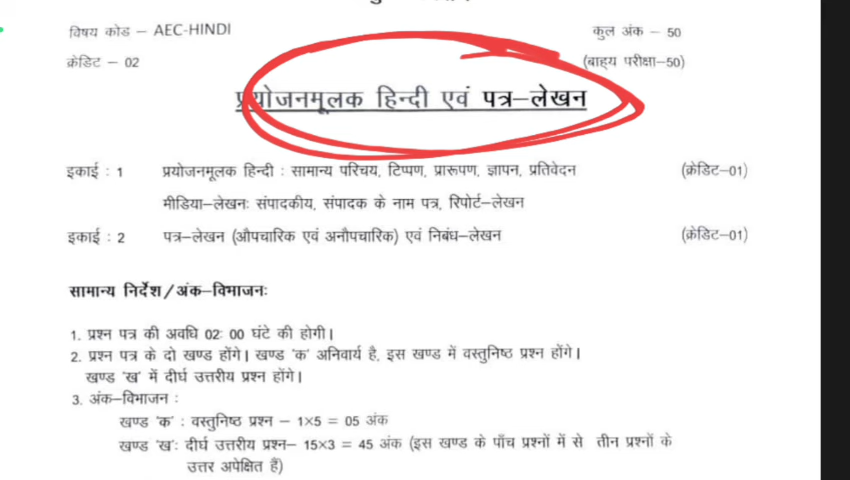 विषय कोड – AEC-HINDI
कुल अंक – 50
क्रेडिट – 02
(बाह्य परीक्षा–50)
प्रयोजनमूलक हिन्दी एवं पत्र–लेखन
इकाई : 1 प्रयोजनमूलक हिन्दी : सामान्य परिचय, टिप्पण, प्रारूपण, ज्ञापन, प्रतिवेदन (क्रेडिट–01)
मीडिया–लेखनः संपादकीय, संपादक के नाम पत्र, रिपोर्ट–लेखन
इकाई : 2 पत्र–लेखन (औपचारिक एवं अनौपचारिक) एवं निबंध–लेखन (क्रेडिट–01)
सामान्य निर्देश/अंक–विभाजनः
1. प्रश्न पत्र की अवधि 02: 00 घंटे की होगी।
2. प्रश्न पत्र के दो खण्ड होंगे। खण्ड ‘क’ अनिवार्य है, इस खण्ड में वस्तुनिष्ठ प्रश्न होंगे।
खण्ड ‘ख’ में दीर्घ उत्तरीय प्रश्न होंगे।
3. अंक–विभाजन :
खण्ड ‘क’ : वस्तुनिष्ठ प्रश्न – 1X5 = 05 अंक
खण्ड ‘ख’: दीर्घ उत्तरीय प्रश्न– 15X3 = 45 अंक (इस खण्ड के पाँच प्रश्नों में से तीन प्रश्नों के
उत्तर अपेक्षित हैं)